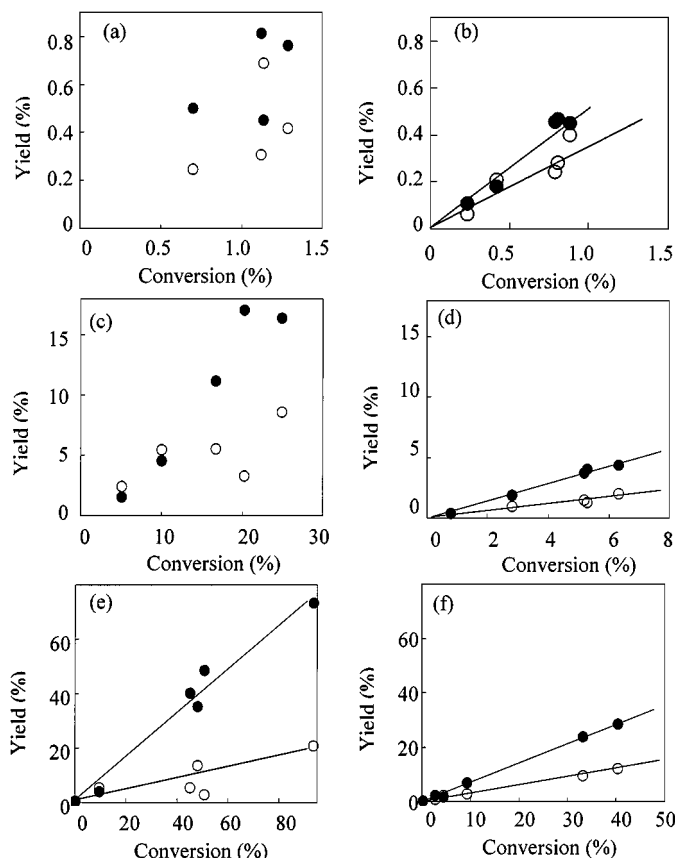 (a)
0.8
0.6
0.4
0.2
0
Yield (%)
0 0.5 1.0 1.5
Conversion (%)
(b)
0.8
0.6
0.4
0.2
0
Yield (%)
0 0.5 1.0 1.5
Conversion (%)
(c)
15
10
5
0
Yield (%)
0 10 20 30
Conversion (%)
(d)
15
10
5
0
Yield (%)
0 2 4 6 8
Conversion (%)
(e)
60
40
20
0
Yield (%)
0 20 40 60 80
Conversion (%)
(f)
60
40
20
0
Yield (%)
0 10 20 30 40 50
Conversion (%)